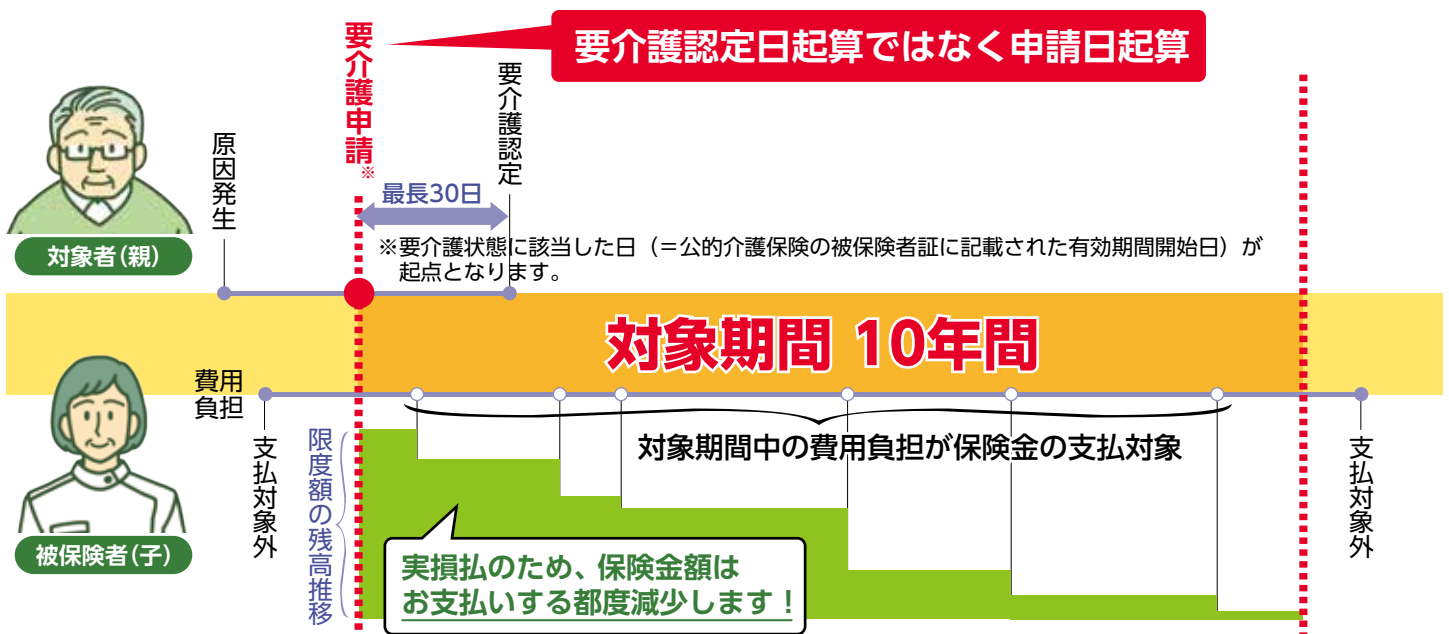 要介護認定日起算ではなく申請日起算
要介護申請
※
要介護認定
原因発生
最長30日
対象者(親)
※要介護状態に該当した日（＝公的介護保険の被保険者証に記載された有効期間開始日）が
起点となります。
対象期間 10年間
費用
負担
対象期間中の費用負担が保険金の支払対象
支払対象外
限度額の残高推移
支払対象外
被保険者(子)
実損払のため、保険金額は
お支払いする都度減少します！